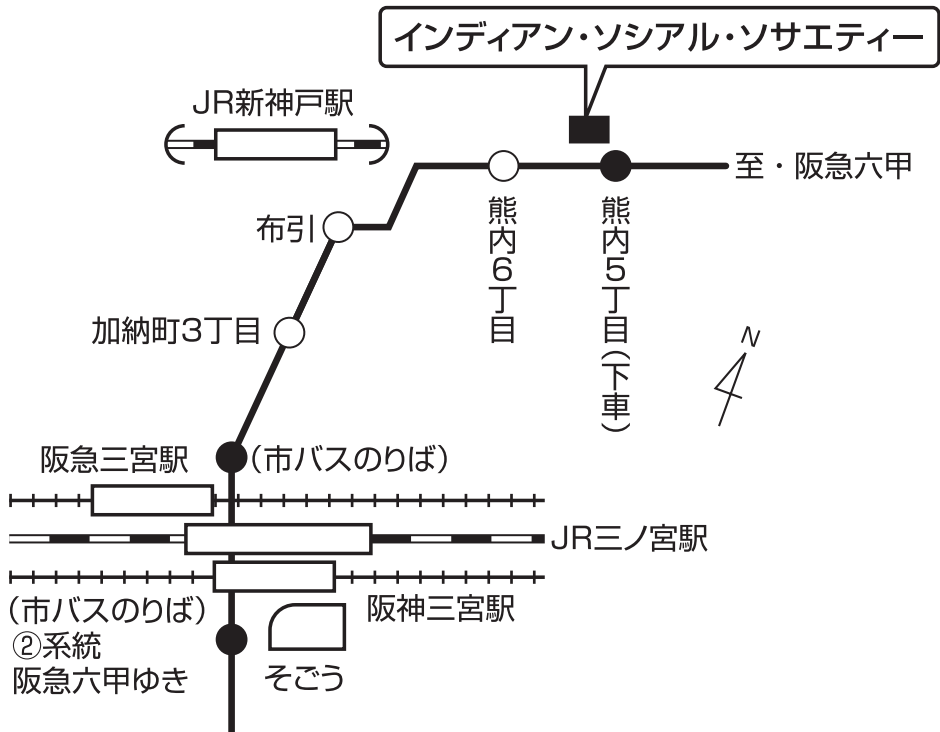 インディアン・ソシアル・ソサエティー
JR新神戸駅
至・阪急六甲
布引
熊内6丁目
熊内5丁目(下車)
加納町3丁目
N
阪急三宮駅
(市バスのりば)
JR三ノ宮駅
(市バスのりば)
②系統
阪急六甲ゆき
阪神三宮駅
そごう